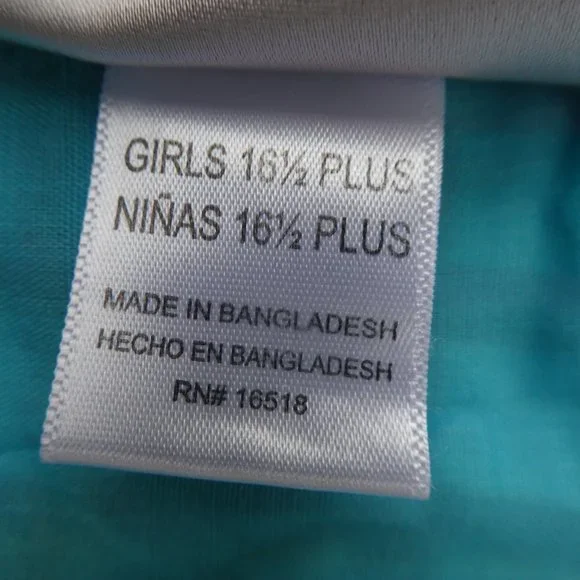 GIRLS 16½ PLUS
NIÑAS 16½ PLUS
MADE IN BANGLADESH
HECHO EN BANGLADESH
RN# 16518